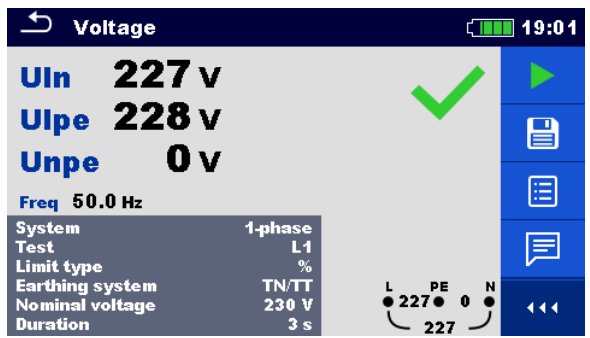 Voltage 19:01
Uln 227 V
Ulpe 228 V
Unpe 0 V
Freq 50.0 Hz
System 1-phase
Test L1
Limit type %
Earthing system TN/TT
Nominal voltage 230 V
Duration 3 s
L PE N
227 0
227